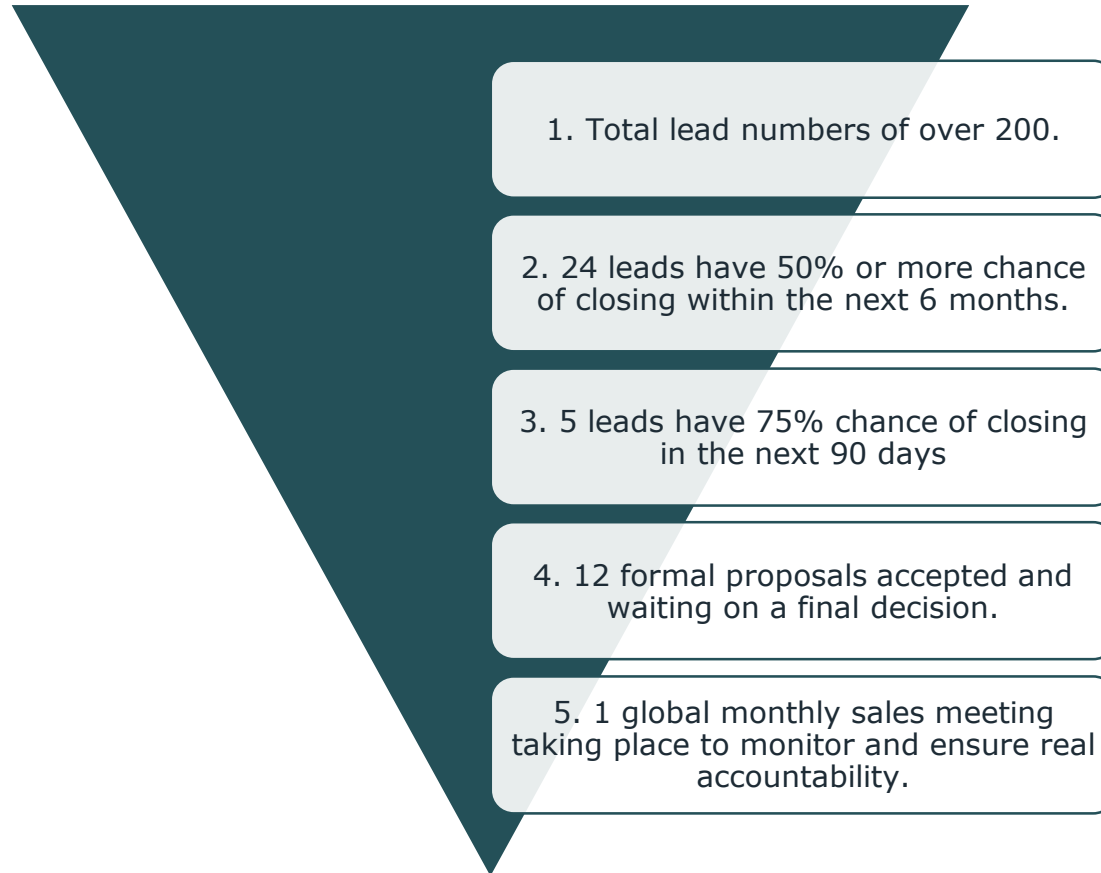 1. Total lead numbers of over 200.
2. 24 leads have 50% or more chance
of closing within the next 6 months.
3. 5 leads have 75% chance of closing
in the next 90 days
4. 12 formal proposals accepted and
waiting on a final decision.
5. 1 global monthly sales meeting
taking place to monitor and ensure real
accountability.